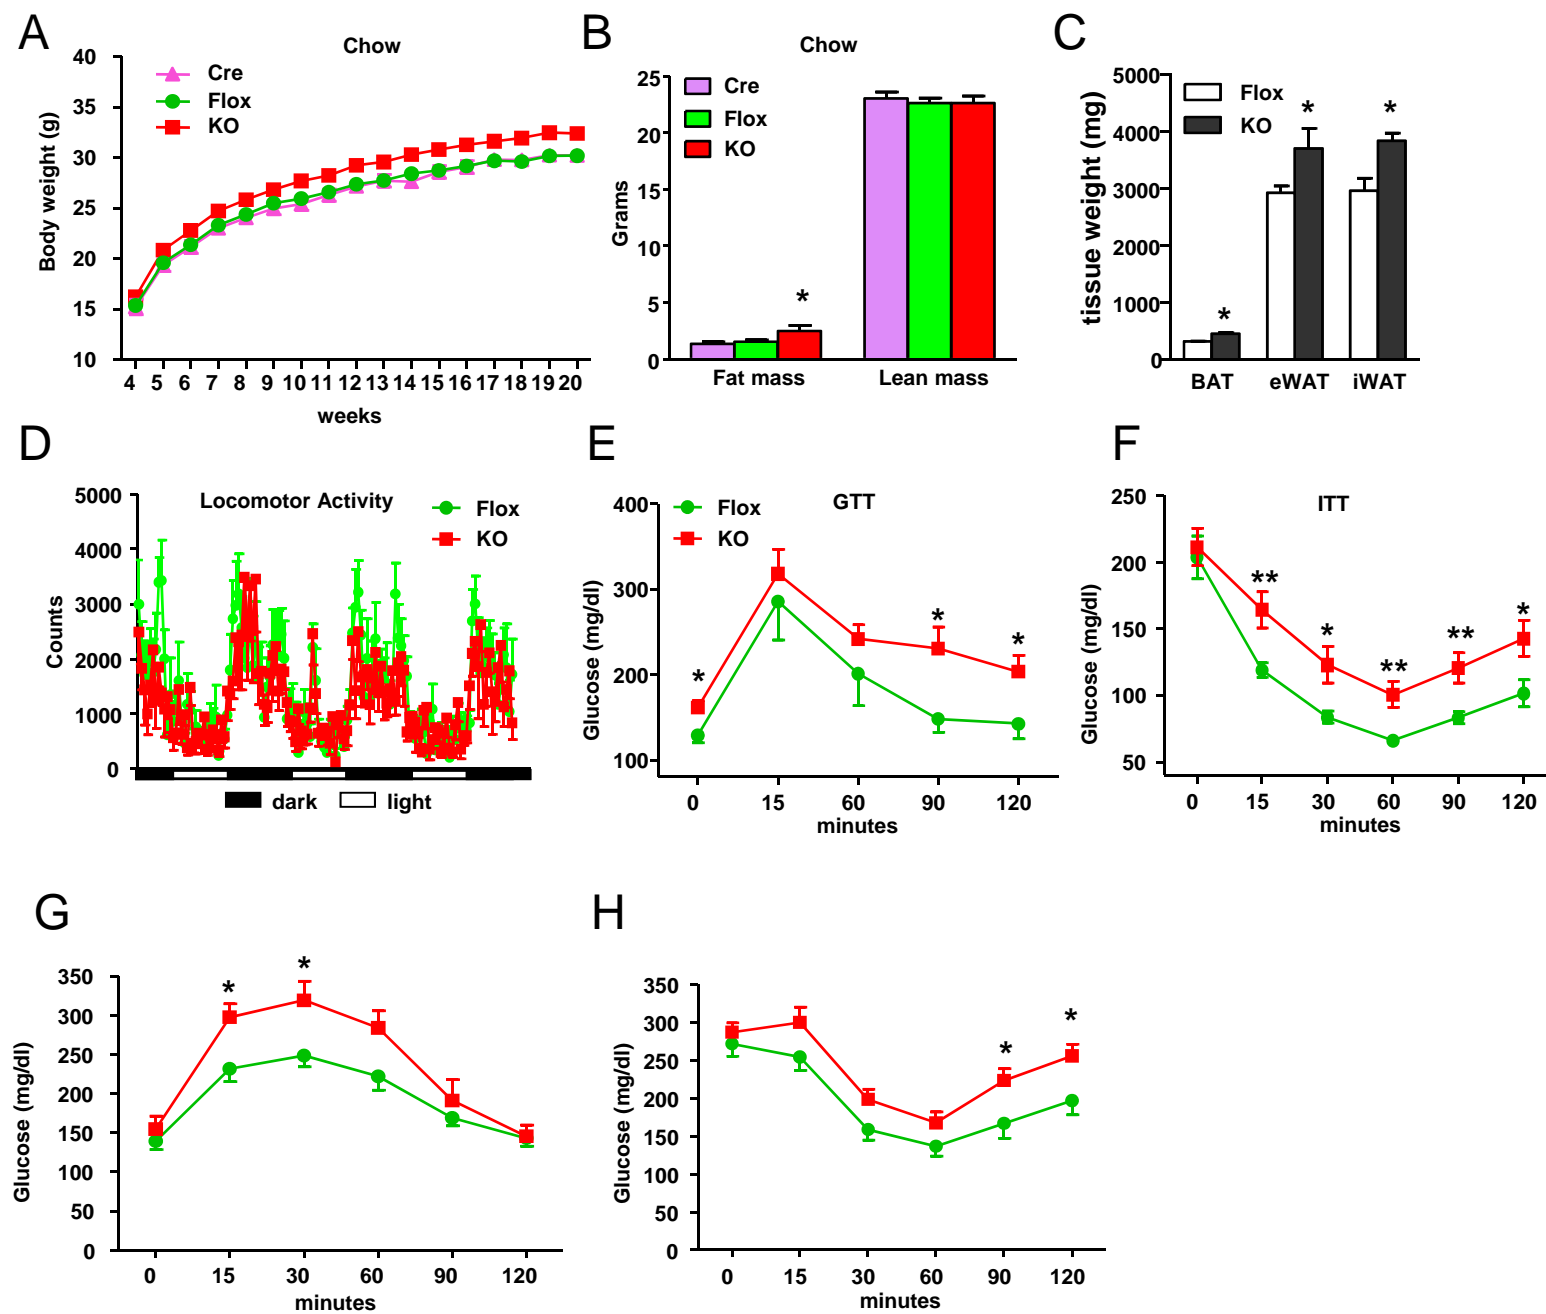 A
Chow
Cre
Flox
KO
Body weight (g)
40
35
30
25
20
15
10
4 5 6 7 8 9 10 11 12 13 14 15 16 17 18 19 20
weeks
B
Chow
Cre
Flox
KO
Grams
25
20
15
10
5
0
*
Fat mass Lean mass
C
Flox
KO
tissue weight (mg)
5000
4000
3000
2000
1000
0
* * *
BAT eWAT iWAT
D
Locomotor Activity
Flox
KO
Counts
5000
4000
3000
2000
1000
0
dark light
E
GTT
Flox
KO
Glucose (mg/dl)
400
300
200
100
* * *
0 15 60 90 120
minutes
F
ITT
Glucose (mg/dl)
250
200
150
100
50
** * ** ** *
0 15 30 60 90 120
minutes
G
Glucose (mg/dl)
350
300
250
200
150
100
50
0
* *
0 15 30 60 90 120
minutes
H
Glucose (mg/dl)
350
300
250
200
150
100
50
0
* *
0 15 30 60 90 120
minutes